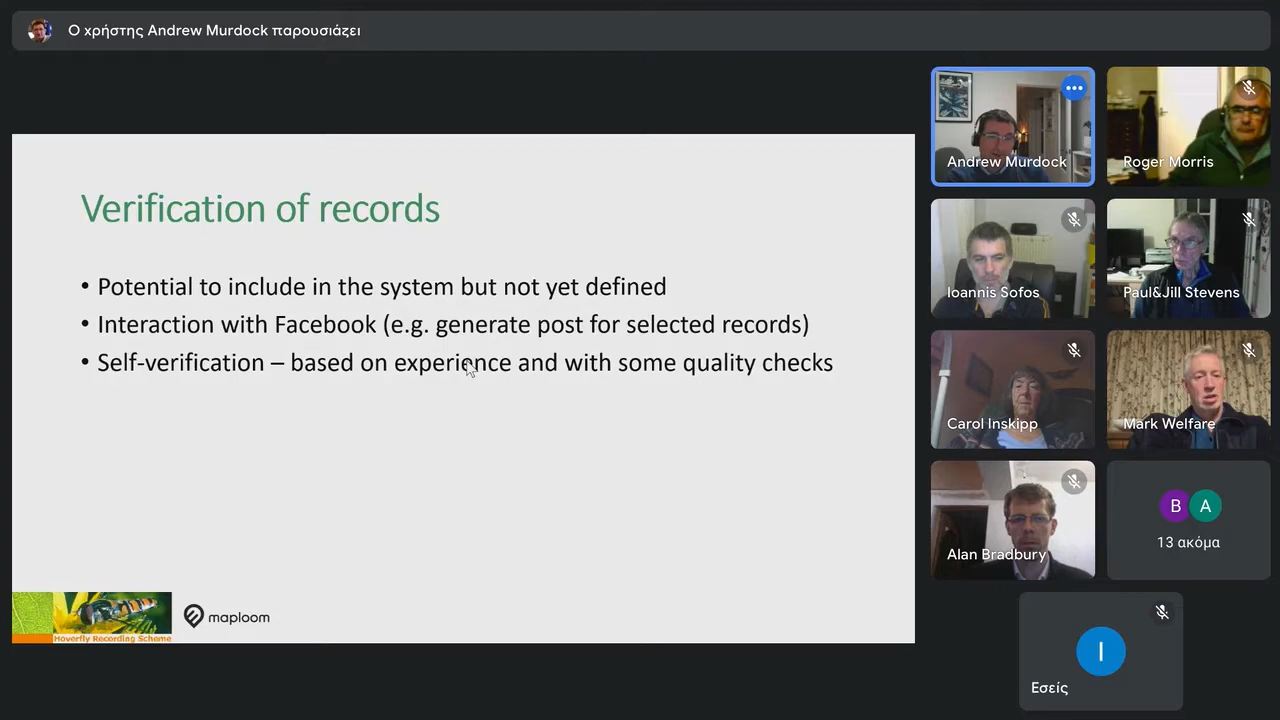 Ο χρήστης Andrew Murdock παρουσιάζει
Verification of records
• Potential to include in the system but not yet defined
• Interaction with Facebook (e.g. generate post for selected records)
• Self-verification – based on experience and with some quality checks
Hoverfly Recording Scheme
maploom
Andrew Murdock
Roger Morris
Ioannis Sofos
Paul&Jill Stevens
Carol Inskipp
Mark Welfare
Alan Bradbury
B A
13 ακόμα
I
Εσείς